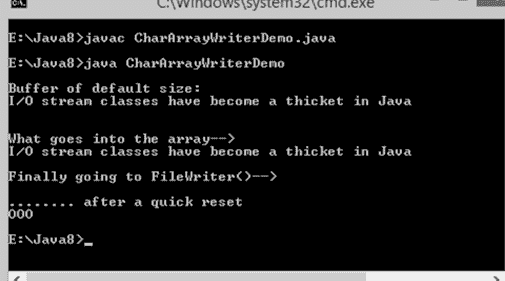 C:\Windows\system32\cmd.exe
E:\Java8>javac CharArrayWriterDemo.java
E:\Java8>java CharArrayWriterDemo
Buffer of default size:
I/O stream classes have become a thicket in Java
What goes into the array-->
I/O stream classes have become a thicket in Java
Finally going to FileWriter()-->
........ after a quick reset
OOO
E:\Java8>_